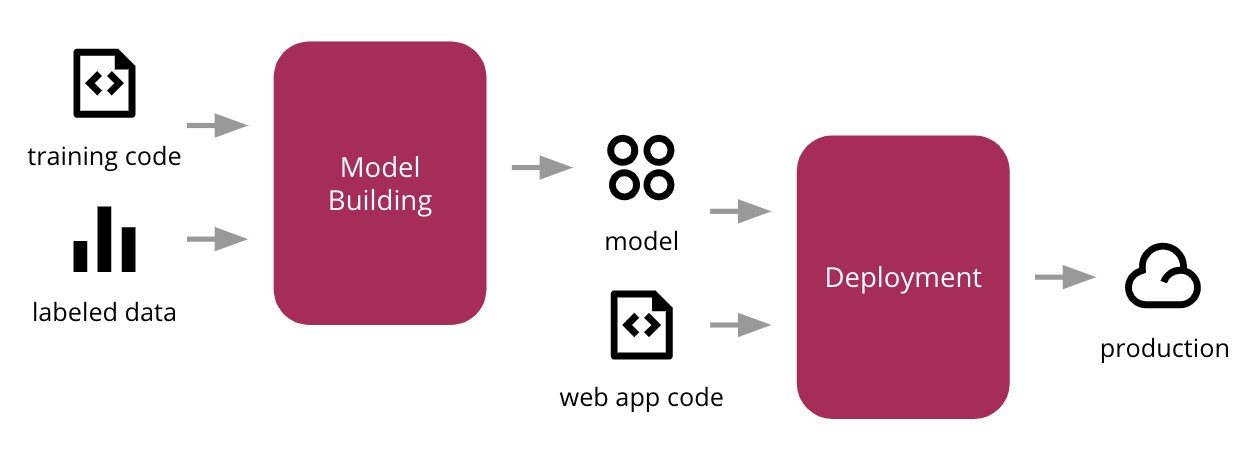 training code
labeled data
Model
Building
model
web app code
Deployment
production